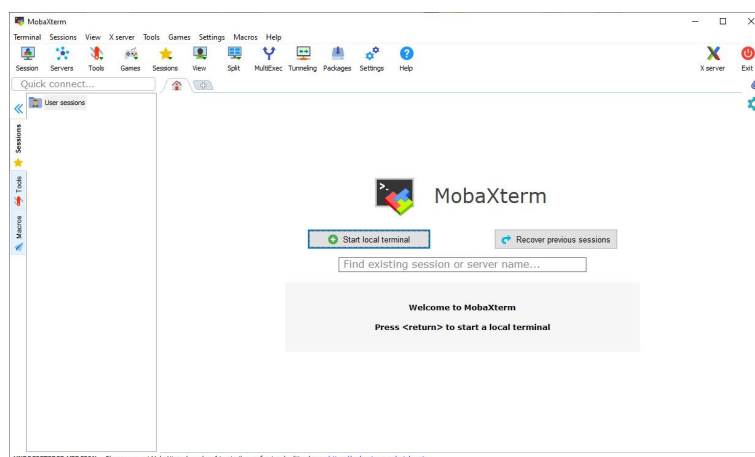 MobaXterm
Terminal Sessions View X server Tools Games Settings Macros Help
Session Servers Tools Games Sessions View Split MultiExec Tunneling Packages Settings Help X server Exit
Quick connect...
User sessions
Sessions
Tools
Macros
MobaXterm
Start local terminal Recover previous sessions
Find existing session or server name...
Welcome to MobaXterm
Press <return> to start a local terminal